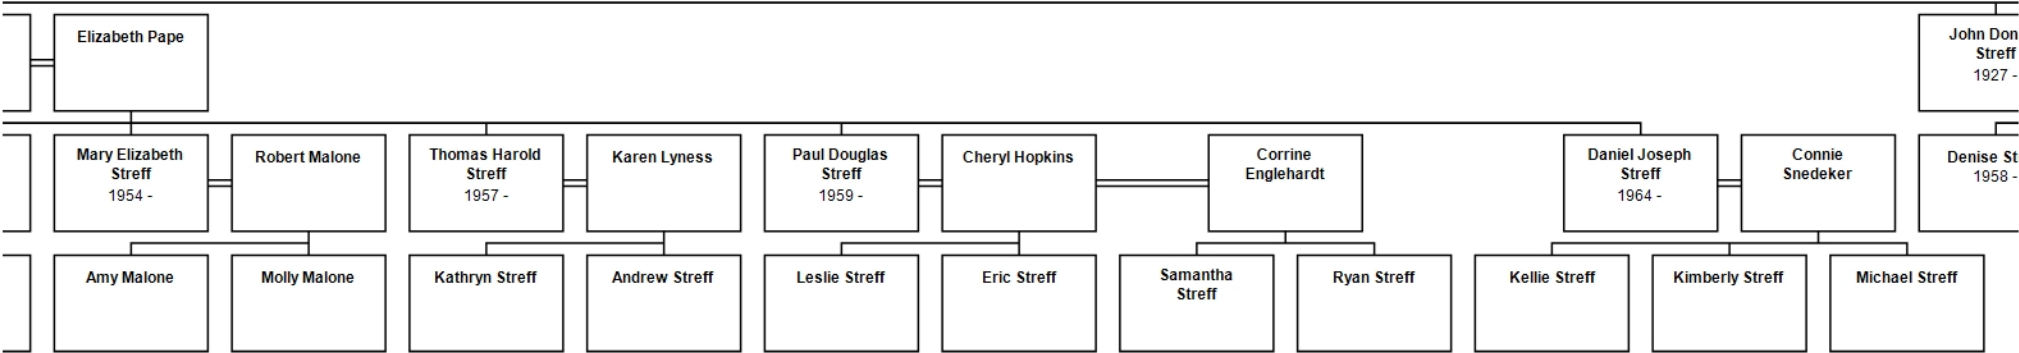 Elizabeth Pape
John Don
Streff
1927 -
Mary Elizabeth
Streff
1954 -
Robert Malone
Thomas Harold
Streff
1957 -
Karen Lyness
Paul Douglas
Streff
1959 -
Cheryl Hopkins
Corrine
Englehardt
Daniel Joseph
Streff
1964 -
Connie
Snedeker
Denise St
1958 -
Amy Malone
Molly Malone
Kathryn Streff
Andrew Streff
Leslie Streff
Eric Streff
Samantha
Streff
Ryan Streff
Kellie Streff
Kimberly Streff
Michael Streff